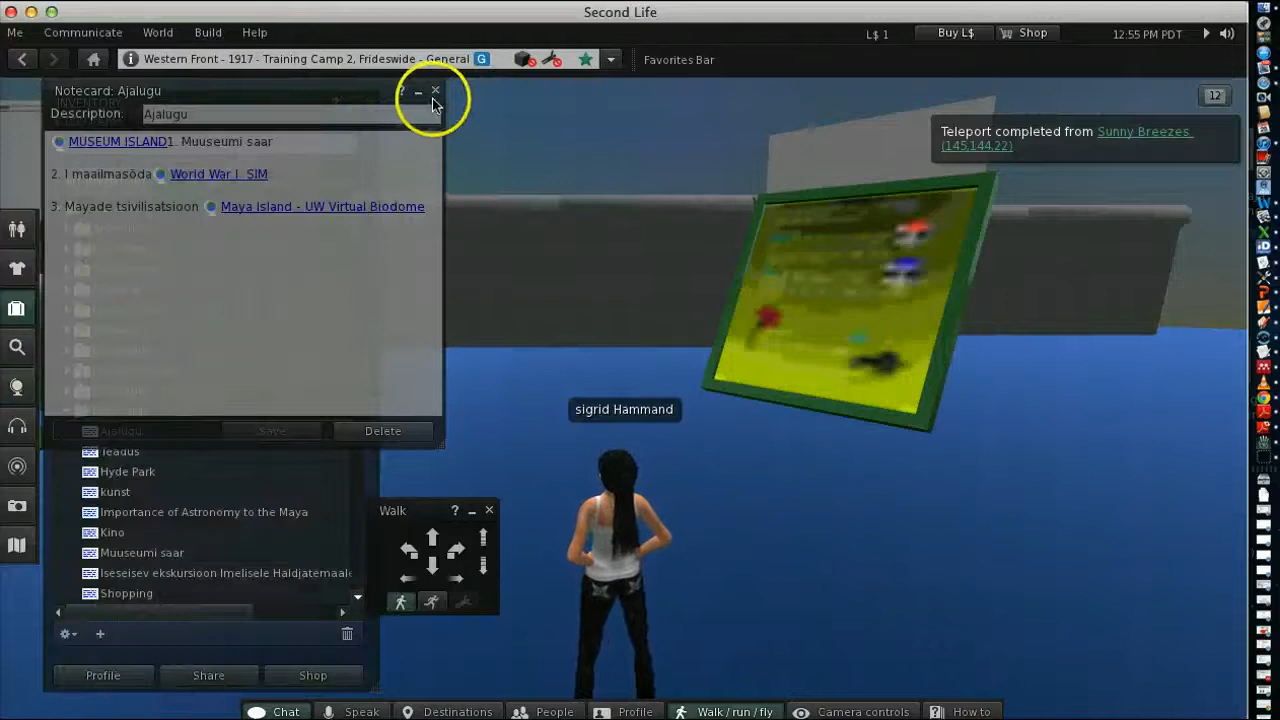 Second Life
Me Communicate World Build Help
L$ 1 Buy L$ Shop 12:55 PM PDT
Western Front - 1917 - Training Camp 2, Frideswide - General G
Favorites Bar
12
Notecard: Ajalugu
Description: Ajalugu
MUSEUM ISLAND1. Muuseumi saar
2. I maailmasõda World War I SIM
3. Mayade tsivilisatsioon Maya Island - UW Virtual Biodome
Teleport completed from Sunny Breezes
(145,144,22)
sigrid Hammand
Ajalugu
Save Delete
Teadus
Hyde Park
kunst
Importance of Astronomy to the Maya
Kino
Muuseumi saar
Iseseisev ekskursioon Imelisele Haldjatemaale
Shopping
Walk ?
Profile Share Shop
Chat Speak Destinations People Profile Walk / run / fly Camera controls How to